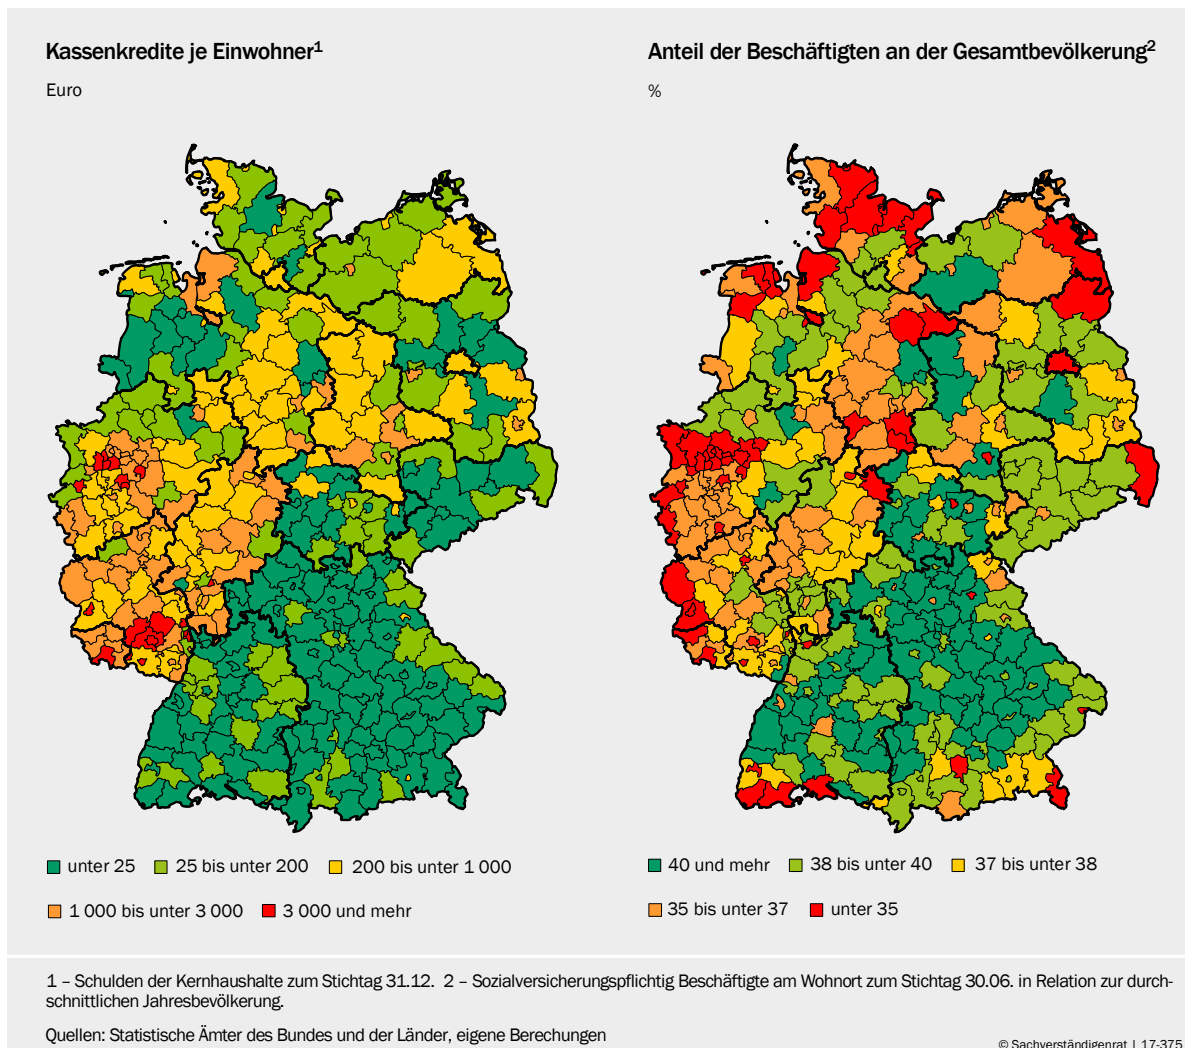 Kassenkredite je Einwohner1
Euro
Anteil der Beschäftigten an der Gesamtbevölkerung2
%
unter 25 25 bis unter 200 200 bis unter 1 000
1 000 bis unter 3 000 3 000 und mehr
40 und mehr 38 bis unter 40 37 bis unter 38
35 bis unter 37 unter 35
1 – Schulden der Kernhaushalte zum Stichtag 31.12. 2 – Sozialversicherungspflichtig Beschäftigte am Wohnort zum Stichtag 30.06. in Relation zur durch-
schnittlichen Jahresbevölkerung.
Quellen: Statistische Ämter des Bundes und der Länder, eigene Berechungen
© Sachverständigenrat | 17-375